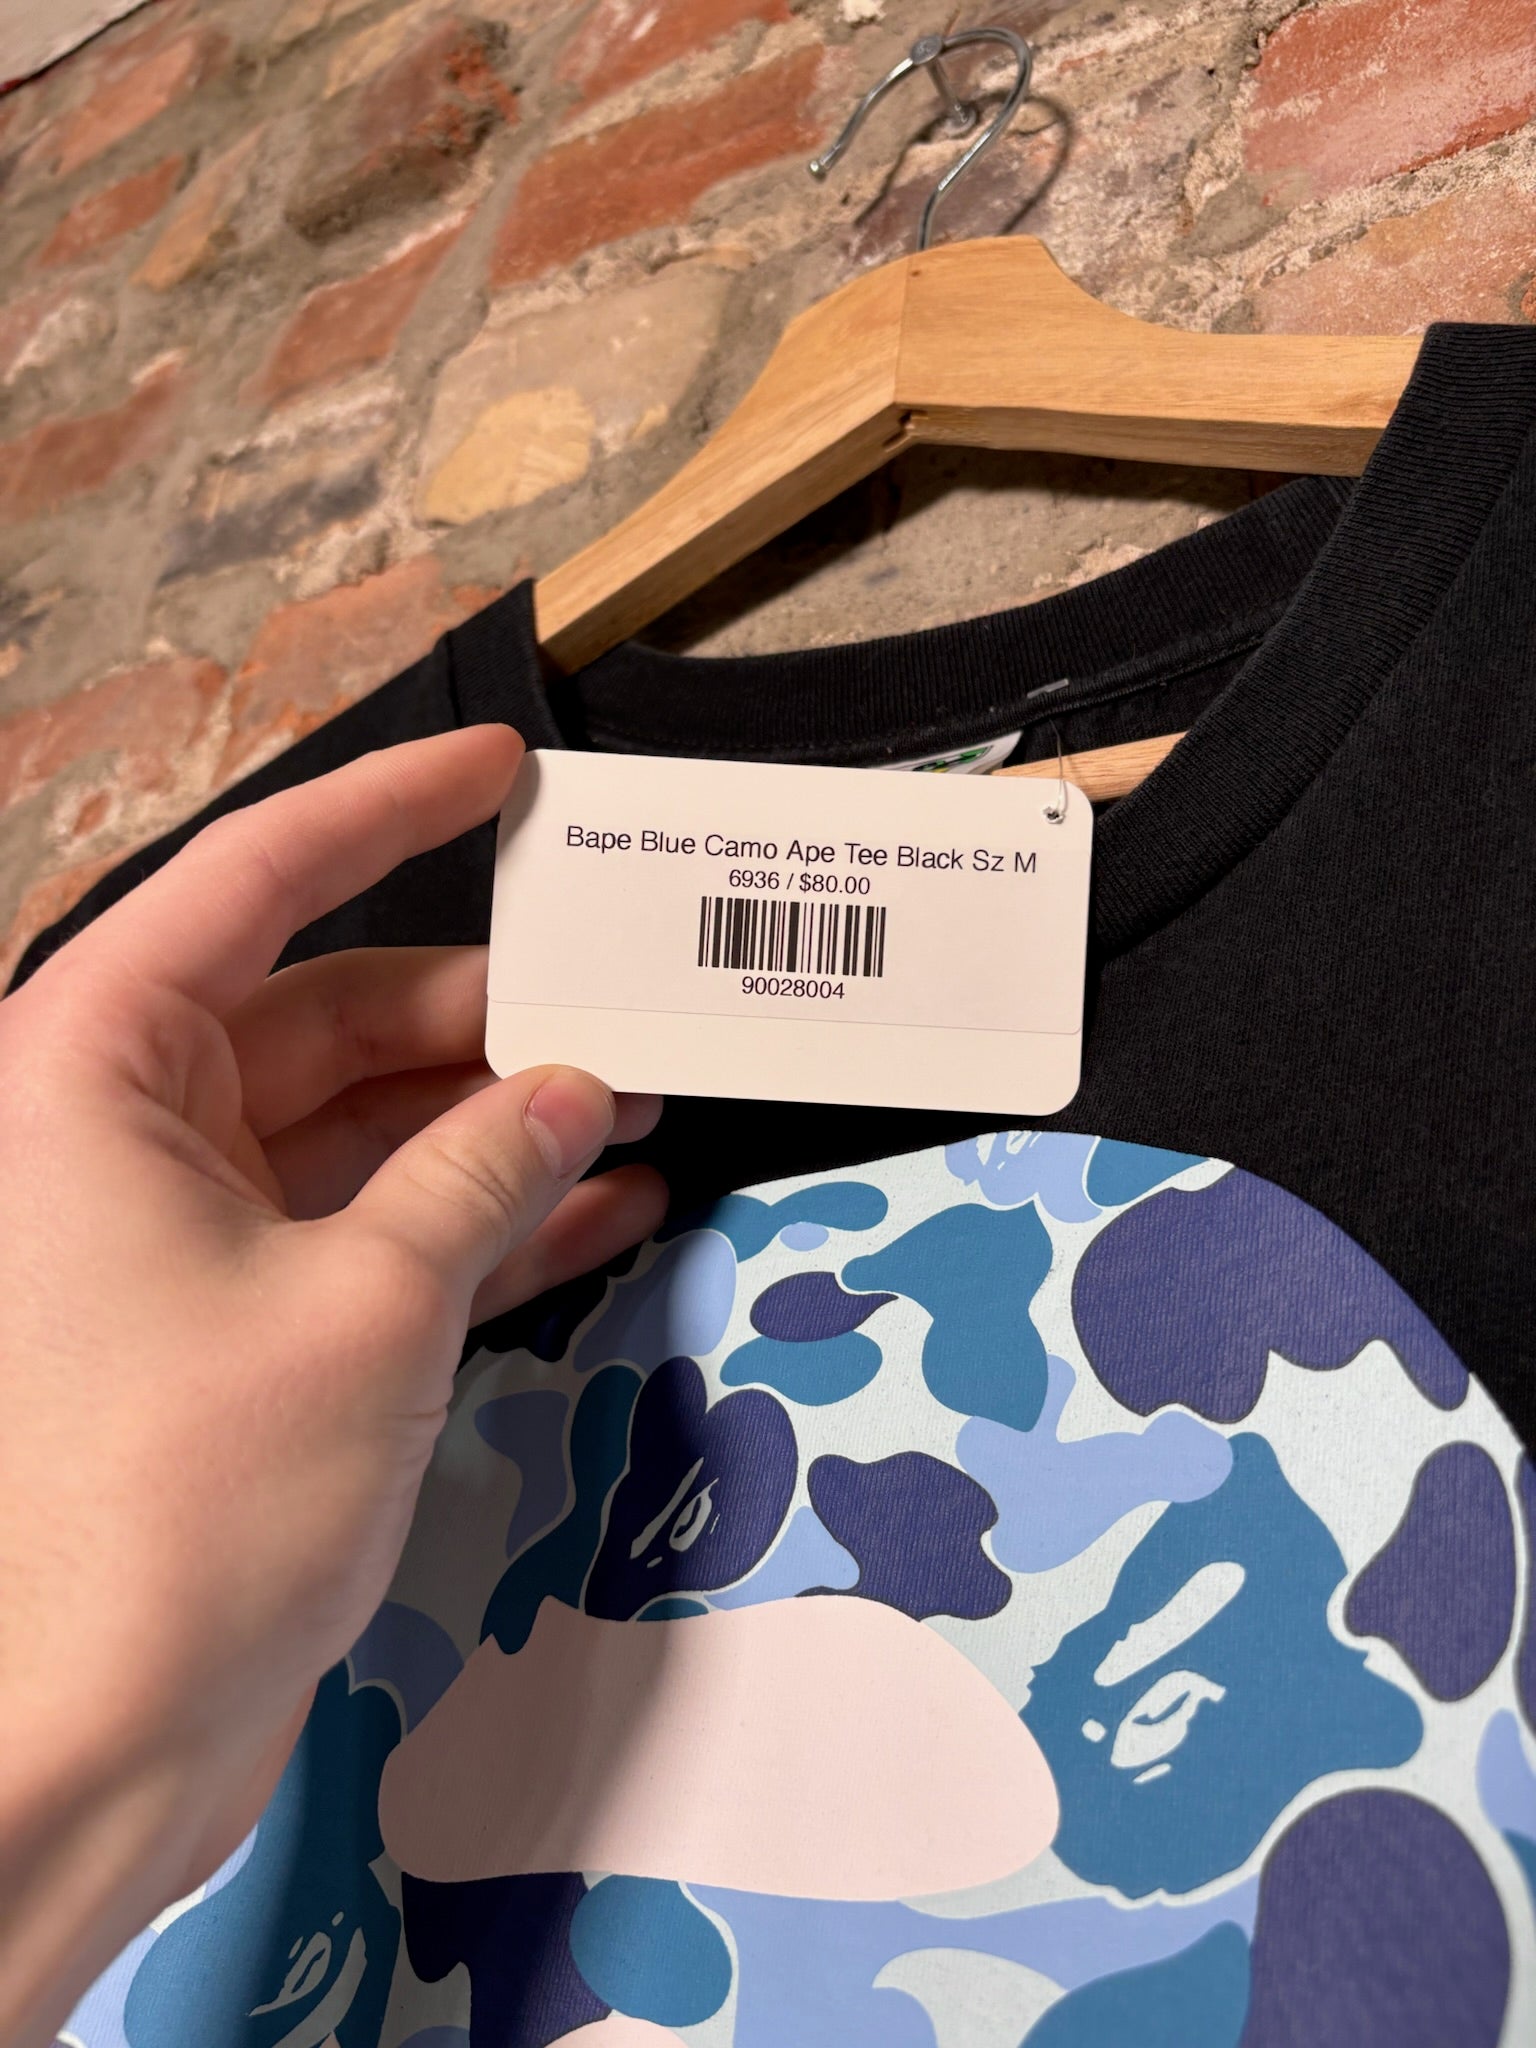 Bape Blue Camo Ape Tee Black Sz M
6936 / $80.00
90028004